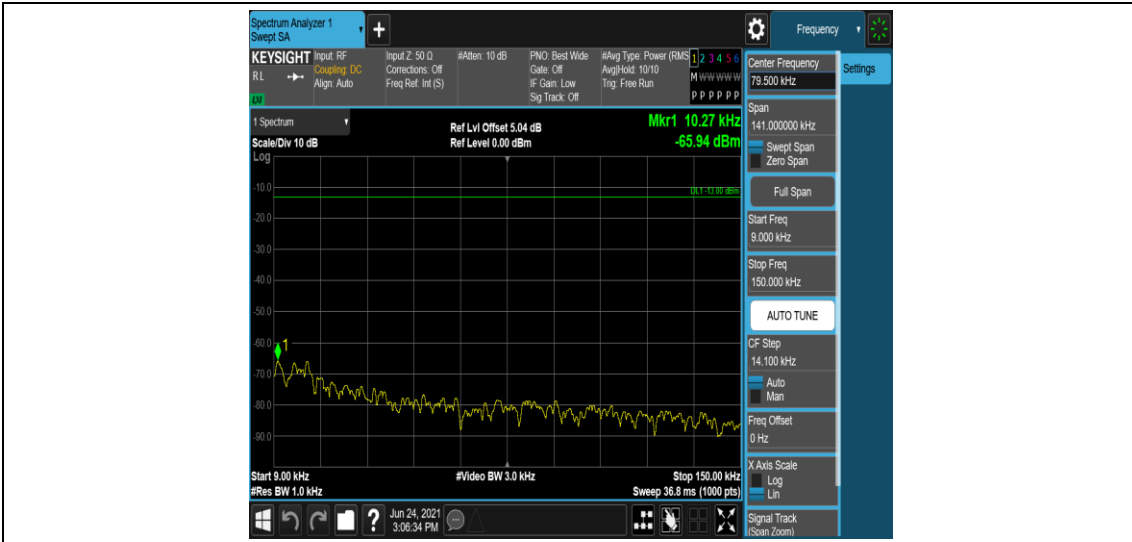 Spectrum Analyzer 1
Swept SA
+
Frequency
KEYSIGHT
RL
LXI
Input: RF
Coupling: DC
Align: Auto
Input Z: 50 Ω
Corrections: Off
Freq Ref: Int (S)
#Atten: 10 dB
PNO: Best Wide
Gate: Off
IF Gain: Low
Sig Track: Off
#Avg Type: Power (RMS
Avg|Hold: 10/10
Trig: Free Run
1 2 3 4 5 6
M W W W W W
P P P P P P
Center Frequency
79.500 kHz
Settings
Span
141.000000 kHz
Swept Span
Zero Span
Full Span
Start Freq
9.000 kHz
Stop Freq
150.000 kHz
AUTO TUNE
CF Step
14.100 kHz
Auto
Man
Freq Offset
0 Hz
X Axis Scale
Log
Lin
Signal Track
(Span Zoom)
1 Spectrum
Scale/Div 10 dB
Log
Ref Lvl Offset 5.04 dB
Ref Level 0.00 dBm
Mkr1 10.27 kHz
-65.94 dBm
DL1 -13.00 dBm
-10.0
-20.0
-30.0
-40.0
-50.0
-60.0
-70.0
-80.0
-90.0
1
Start 9.00 kHz
#Res BW 1.0 kHz
#Video BW 3.0 kHz
Stop 150.00 kHz
Sweep 36.8 ms (1000 pts)
?
Jun 24, 2021
3:06:34 PM